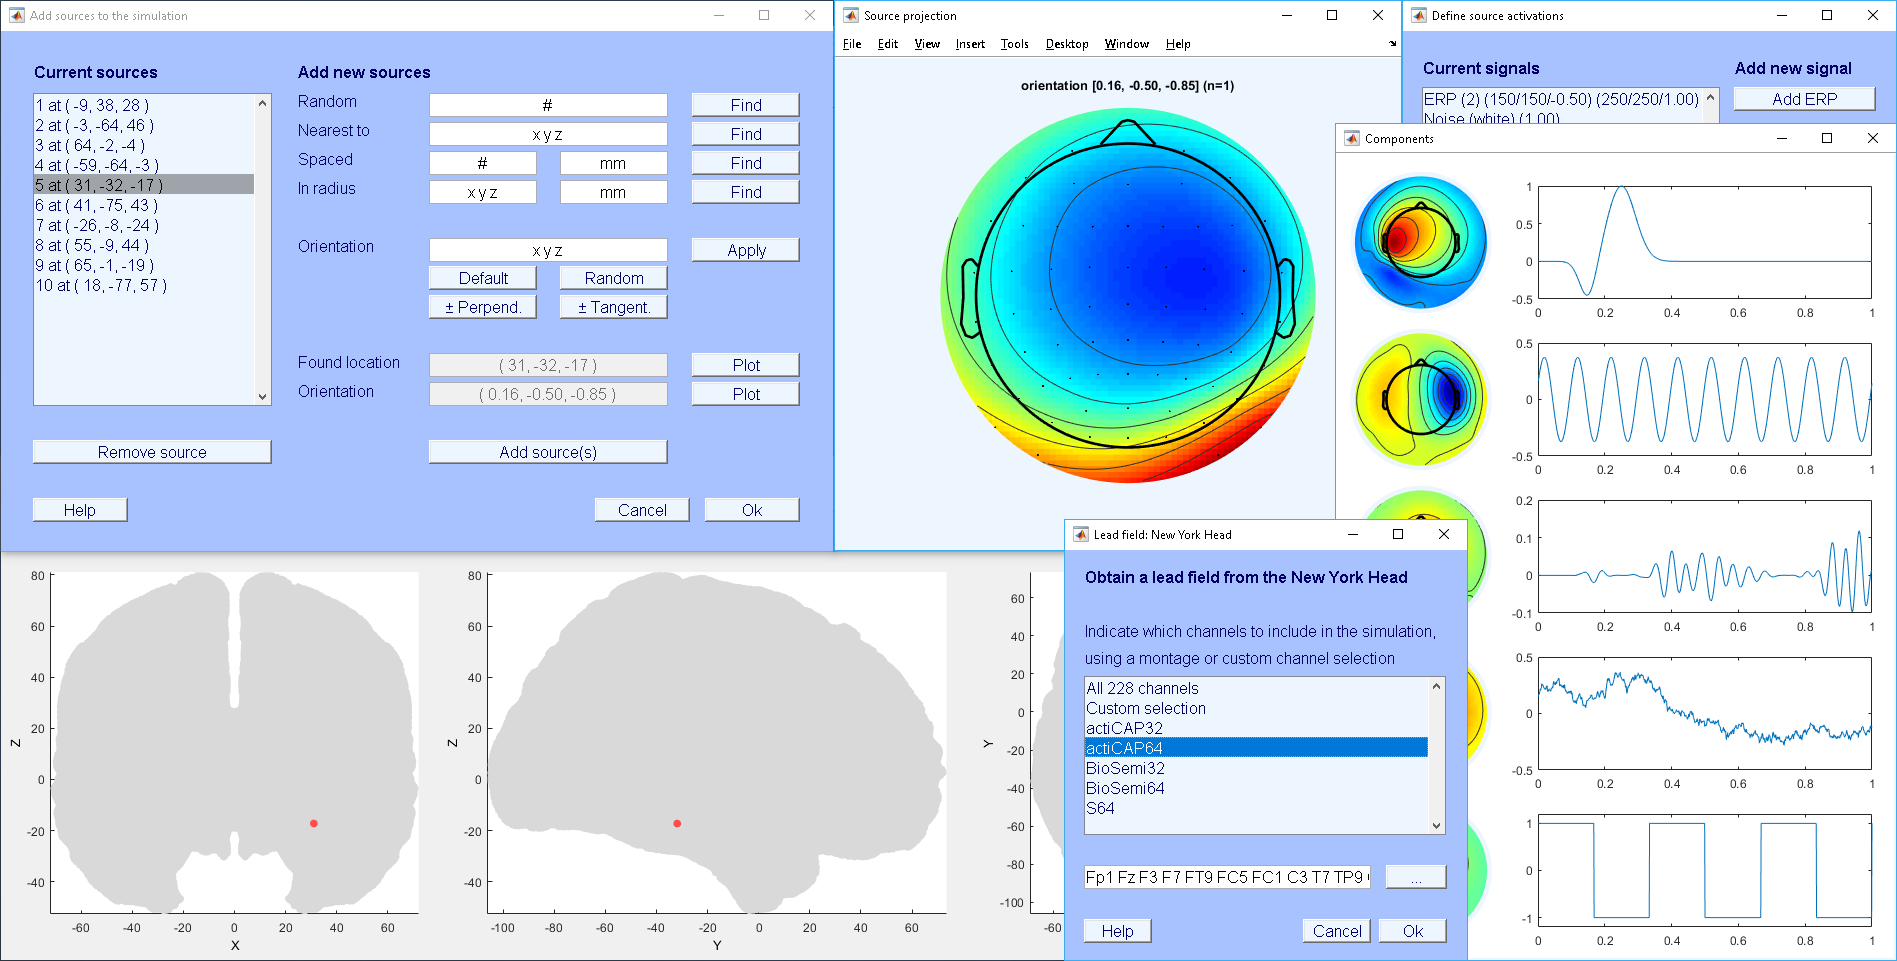 Add sources to the simulation
Current sources
1 at ( -9, 38, 28 )
2 at ( -3, -64, 46 )
3 at ( 64, -2, -4 )
4 at ( -59, -64, -3 )
5 at ( 31, -32, -17 )
6 at ( 41, -75, 43 )
7 at ( -26, -8, -24 )
8 at ( 55, -9, 44 )
9 at ( 65, -1, -19 )
10 at ( 18, -77, 57 )
Remove source
Help
Add new sources
Random # Find
Nearest to x y z Find
Spaced # mm Find
In radius x y z mm Find
Orientation x y z Apply
Default Random
± Perpend. ± Tangent.
Found location ( 31, -32, -17 ) Plot
Orientation ( 0.16, -0.50, -0.85 ) Plot
Add source(s)
Cancel Ok
Source projection
File Edit View Insert Tools Desktop Window Help
orientation [0.16, -0.50, -0.85] (n=1)
Define source activations
Current signals
Add new signal
ERP (2) (150/150/-0.50) (250/250/1.00)
Noise (white) (1.00)
Add ERP
Components
1
0.5
0
-0.5
0 0.2 0.4 0.6 0.8 1
0.5
0
-0.5
0 0.2 0.4 0.6 0.8 1
0.2
0.1
0
-0.1
0 0.2 0.4 0.6 0.8 1
0.5
0
-0.5
0 0.2 0.4 0.6 0.8 1
1
0
-1
0 0.2 0.4 0.6 0.8 1
Lead field: New York Head
Obtain a lead field from the New York Head
Indicate which channels to include in the simulation,
using a montage or custom channel selection
All 228 channels
Custom selection
actiCAP32
actiCAP64
BioSemi32
BioSemi64
S64
Fp1 Fz F3 F7 FT9 FC5 FC1 C3 T7 TP9
...
Help Cancel Ok
80
60
40
20
0
-20
-40
Z
-60 -40 -20 0 20 40 60
X
80
60
40
20
0
-20
-40
Z
-100 -80 -60 -40 -20 0 20 40 60
Y
60
40
20
0
-20
-40
-60
-80
-100
Y
-60